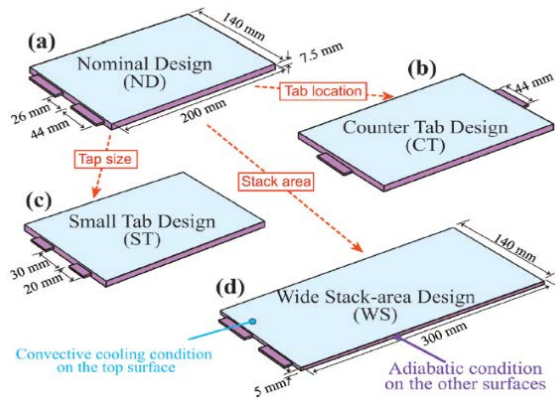 (a)
140 mm
Nominal Design
(ND)
7.5 mm
26 mm
44 mm
200 mm
Tab location
(b)
44 mm
Counter Tab Design
(CT)
Tap size
Stack area
(c)
Small Tab Design
(ST)
30 mm
20 mm
(d)
140 mm
Wide Stack-area Design
(WS)
300 mm
Convective cooling condition
on the top surface
5 mm
Adiabatic condition
on the other surfaces